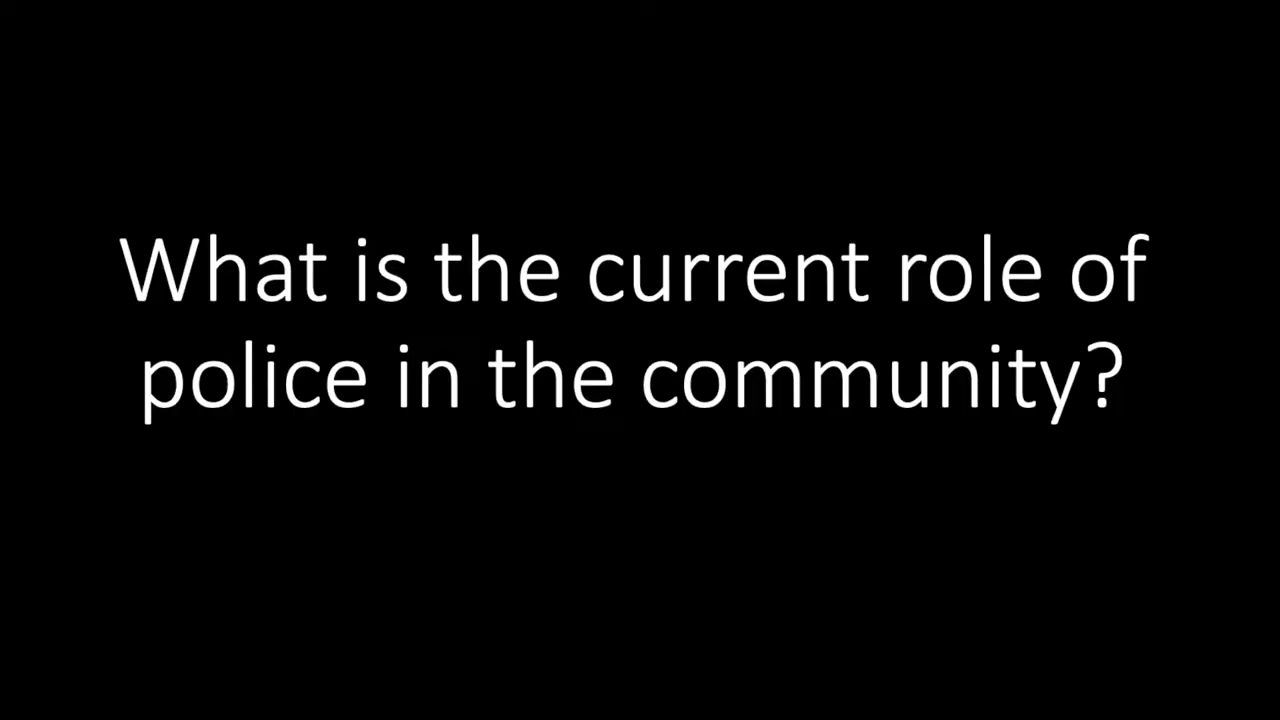 What is the current role of
police in the community?